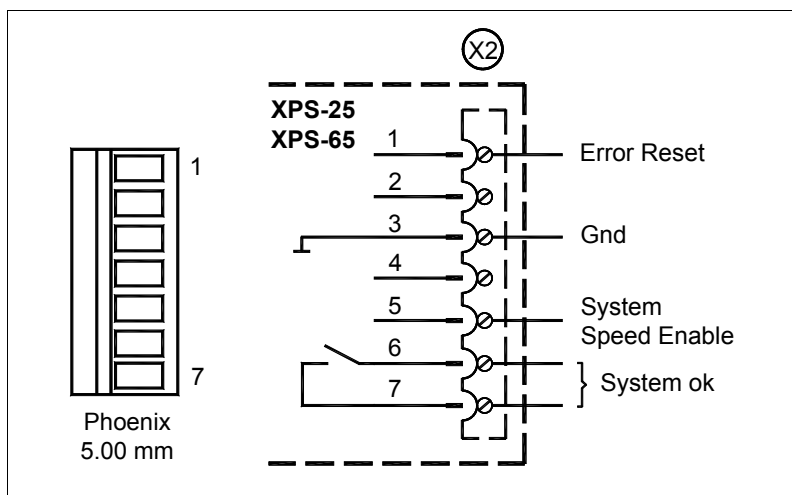 X2
XPS-25
XPS-65
1
Error Reset
1
2
3
Gnd
4
5
System
Speed Enable
6
System ok
7
7
Phoenix
5.00 mm